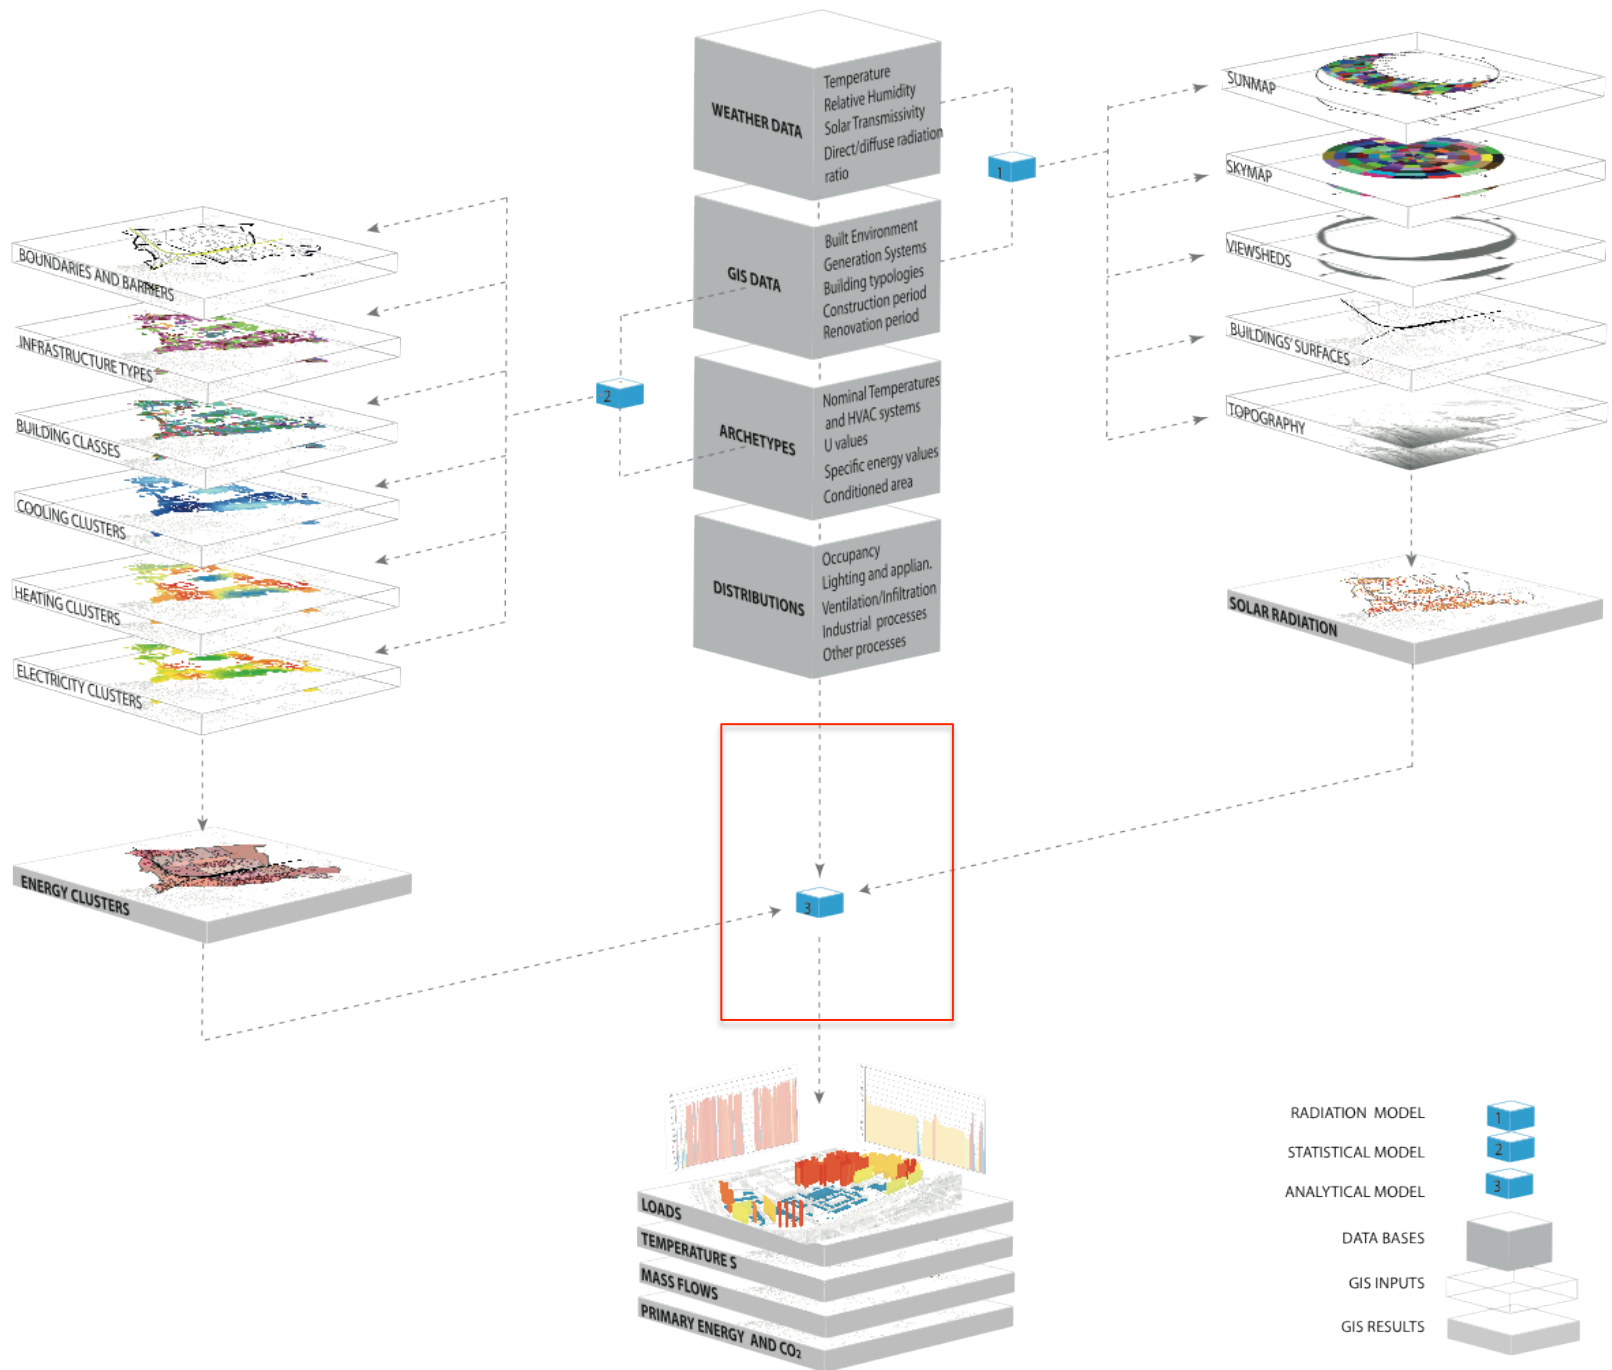 WEATHER DATA
Temperature
Relative Humidity
Solar Transmissivity
Direct/diffuse radiation
ratio
GIS DATA
Built Environment
Generation Systems
Building typologies
Construction period
Renovation period
ARCHETYPES
Nominal Temperatures
and HVAC systems
U values
Specific energy values
Conditioned area
DISTRIBUTIONS
Occupancy
Lighting and applian.
Ventilation/Infiltration
Industrial processes
Other processes
1
2
3
BOUNDARIES AND BARRIERS
INFRASTRUCTURE TYPES
BUILDING CLASSES
COOLING CLUSTERS
HEATING CLUSTERS
ELECTRICITY CLUSTERS
ENERGY CLUSTERS
SUNMAP
SKYMAP
VIEWSHEDS
BUILDINGS' SURFACES
TOPOGRAPHY
SOLAR RADIATION
LOADS
TEMPERATURE S
MASS FLOWS
PRIMARY ENERGY AND CO₂
RADIATION MODEL 1
STATISTICAL MODEL 2
ANALYTICAL MODEL 3
DATA BASES
GIS INPUTS
GIS RESULTS